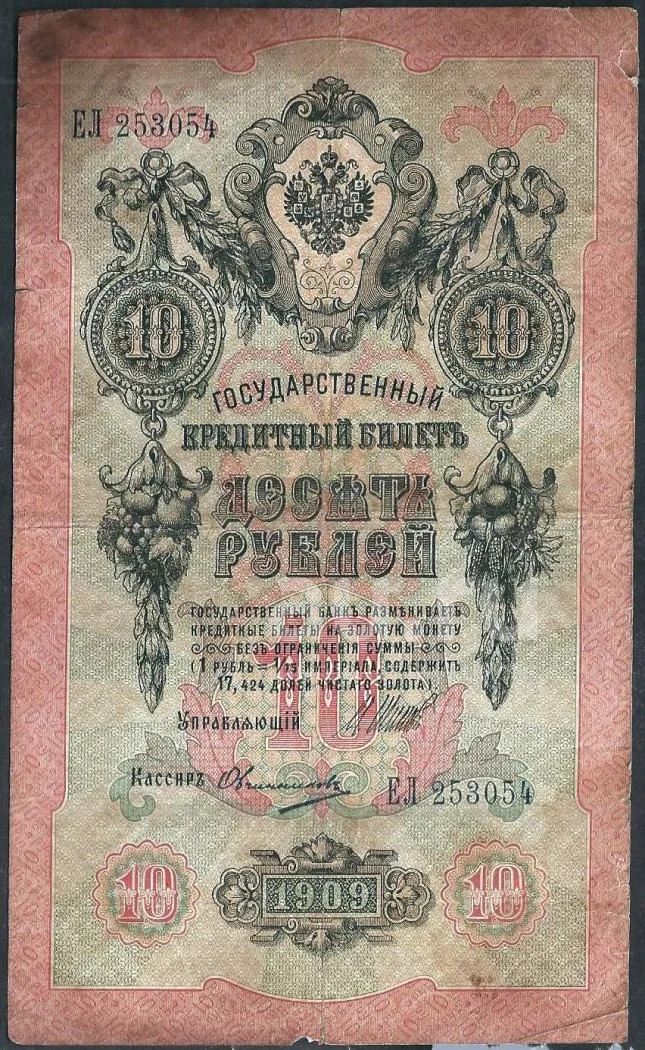 ЕЛ 253054
10 10
ГОСУДАРСТВЕННЫЙ
КРЕДИТНЫЙ БИЛЕТЪ
ДЕСЯТЬ
РУБЛЕЙ
ГОСУДАРСТВЕННЫЙ БАНКЪ РАЗМѢНИВАЕТЪ
КРЕДИТНЫЕ БИЛЕТЫ НА ЗОЛОТУЮ МОНЕТУ
БЕЗЪ ОГРАНИЧЕНІЯ СУММЫ
(1 РУБЛЬ = 1/15 ИМПЕРІАЛА, СОДЕРЖИТЪ
17,424 ДОЛЕЙ ЧИСТАГО ЗОЛОТА).
10
УПРАВЛЯЮЩІЙ
КАССИРЪ Овчинниковъ
ЕЛ 253054
10 1909 10